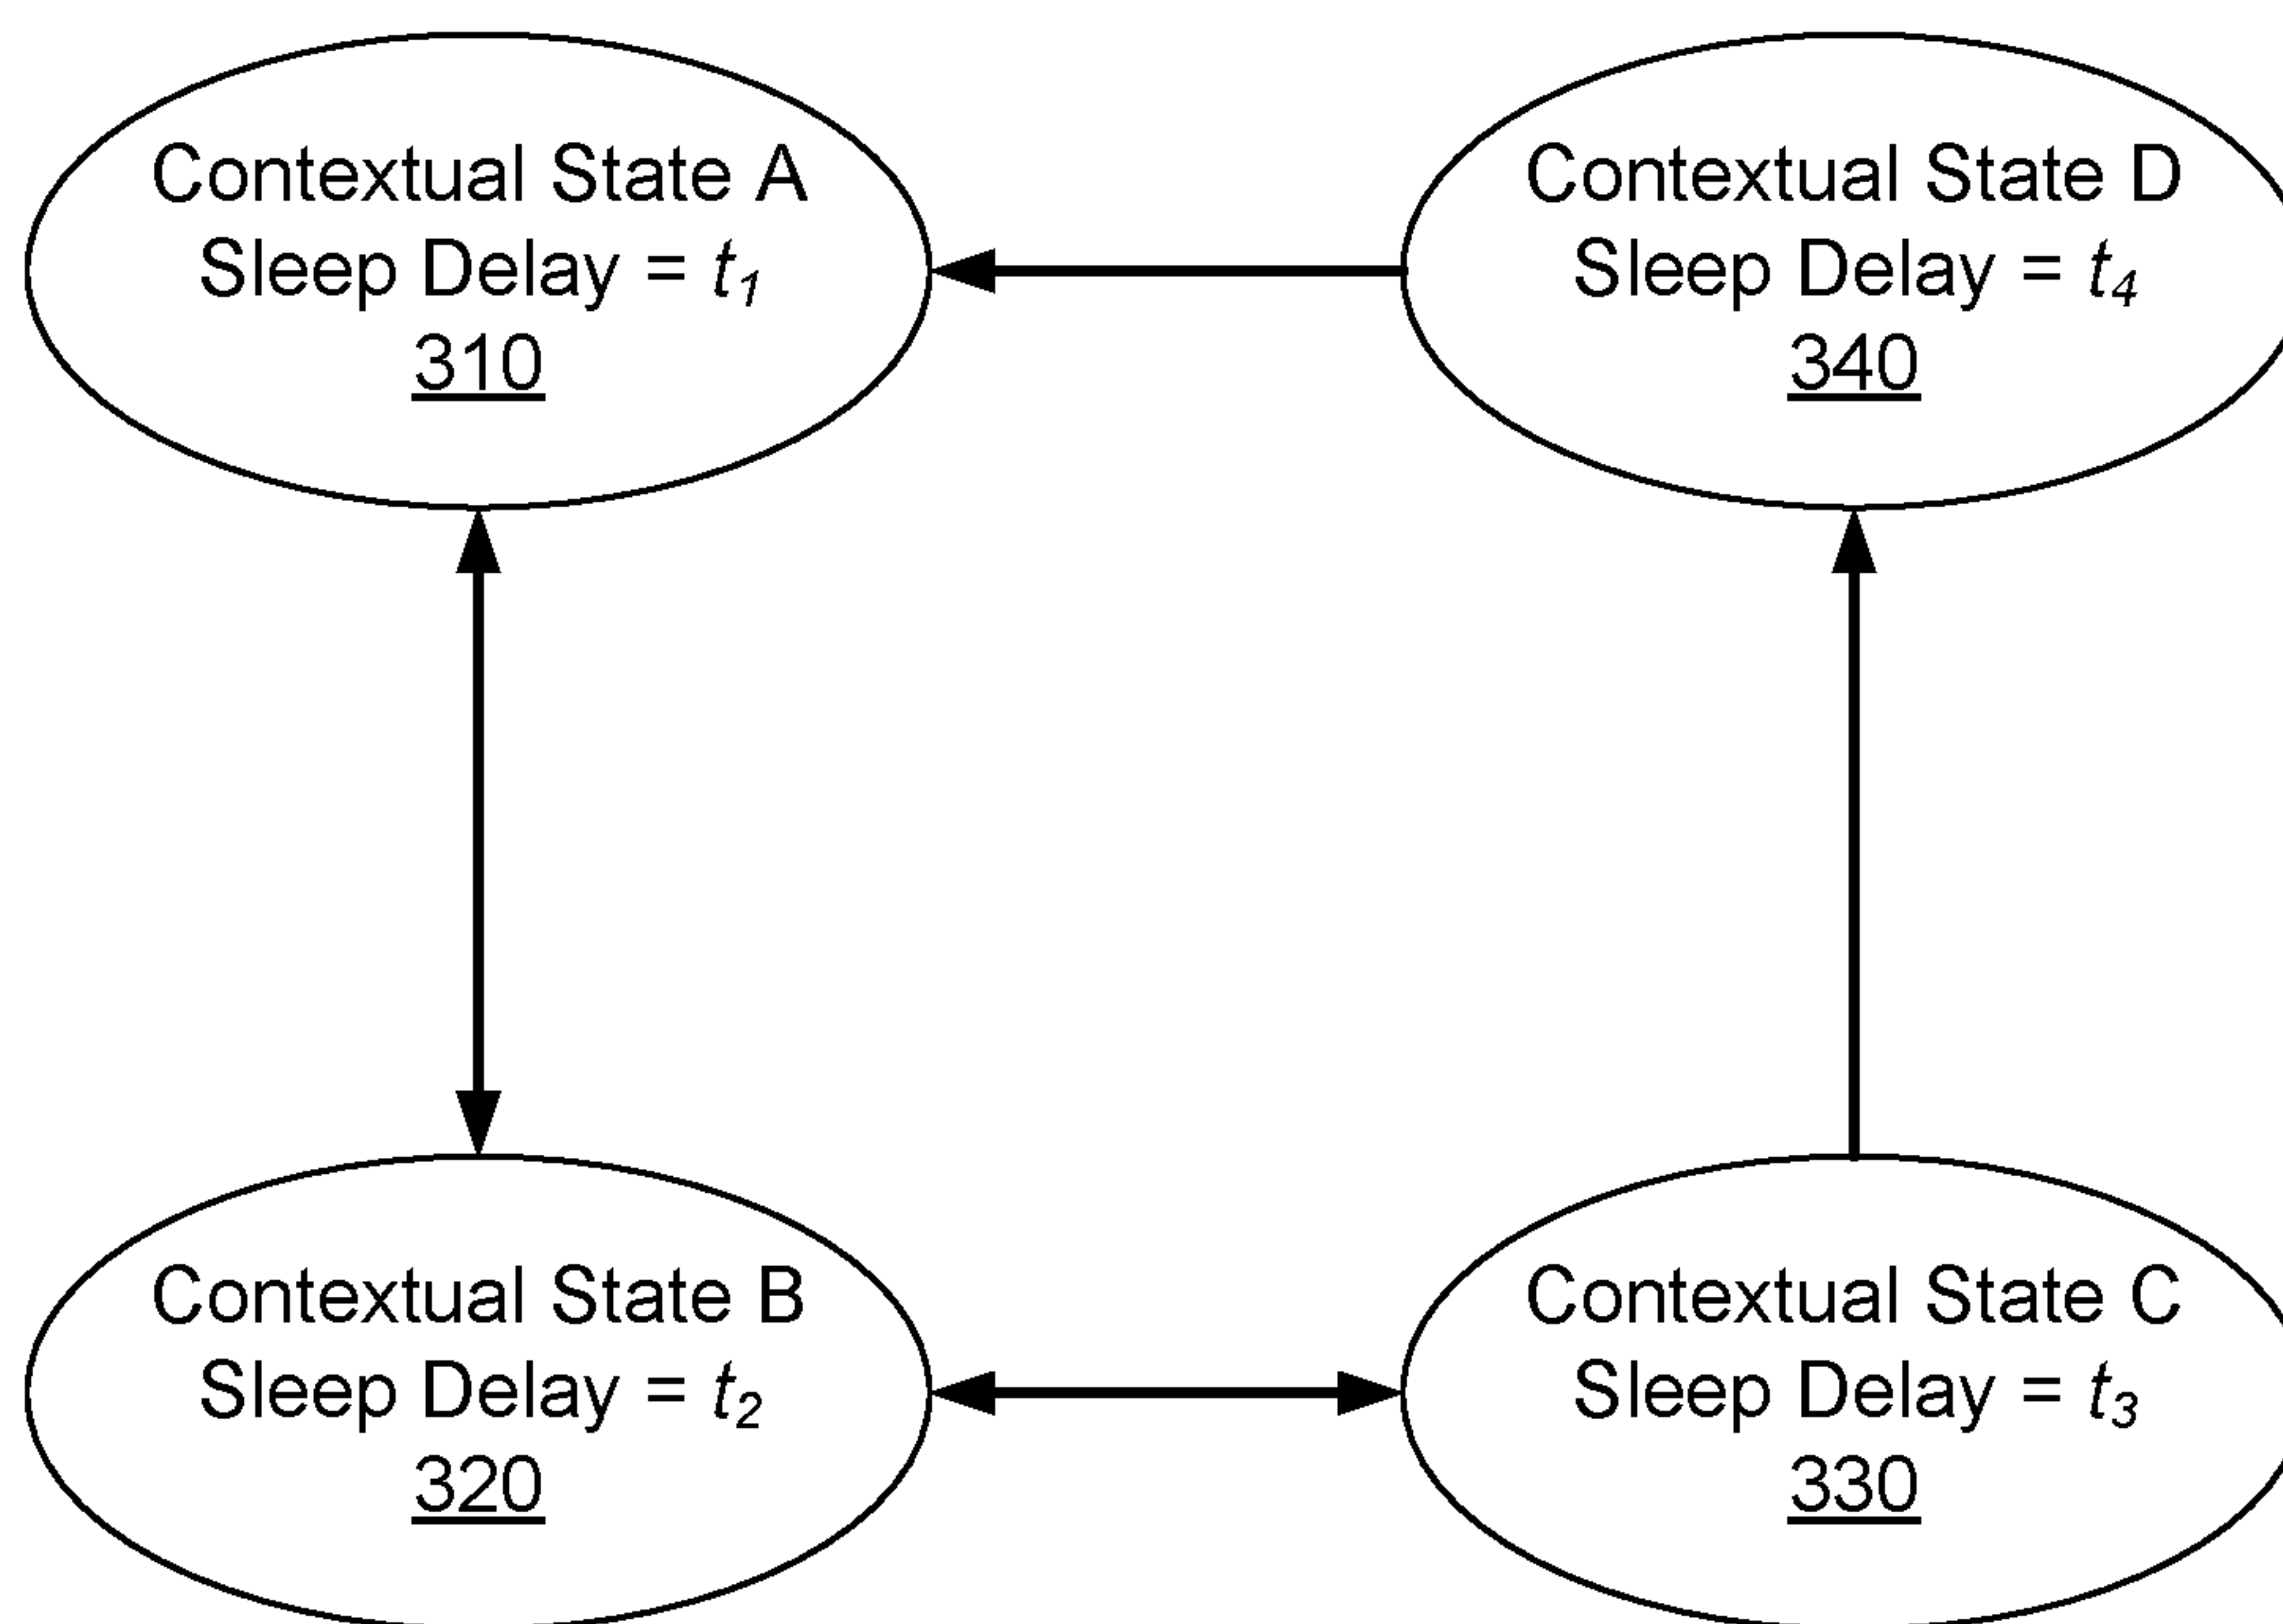 Contextual State A
Sleep Delay = t₁
310
Contextual State D
Sleep Delay = t₄
340
Contextual State B
Sleep Delay = t₂
320
Contextual State C
Sleep Delay = t₃
330